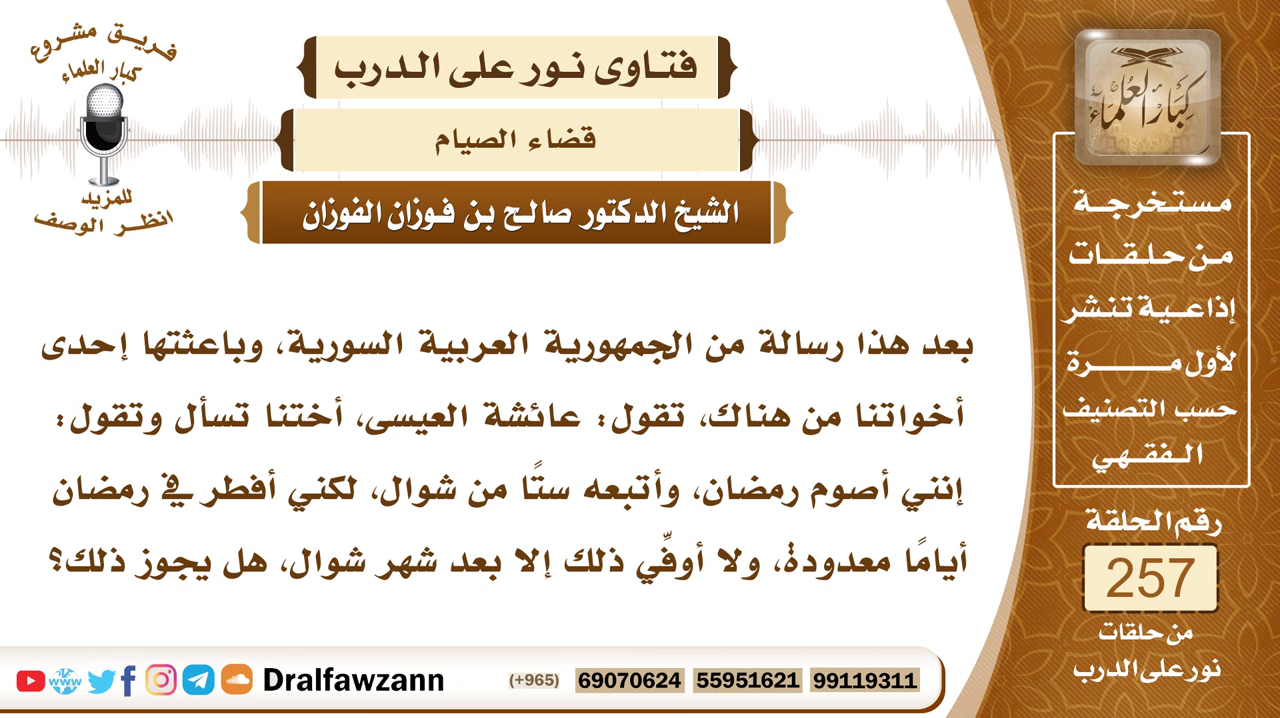 فريق مشروع
كبار العلماء
للمزيد
انظر الوصف
فتاوى نور على الدرب
قضاء الصيام
الشيخ الدكتور صالح بن فوزان الفوزان
كبار العلماء
مستخرجة
من حلقات
إذاعية تنشر
لأول مرة
حسب التصنيف
الفقهي
رقم الحلقة
257
من حلقات
نور على الدرب
بعد هذا رسالة من الجمهورية العربية السورية، وباعثتها إحدى
أخواتنا من هناك، تقول: عائشة العيسى، أختنا تسأل وتقول:
إنني أصوم رمضان، وأتبعه ستًا من شوال، لكني أفطر في رمضان
أيامًا معدودة، ولا أوفِّي ذلك إلا بعد شهر شوال، هل يجوز ذلك؟
www Dralfawzann (+965) 69070624 55951621 99119311